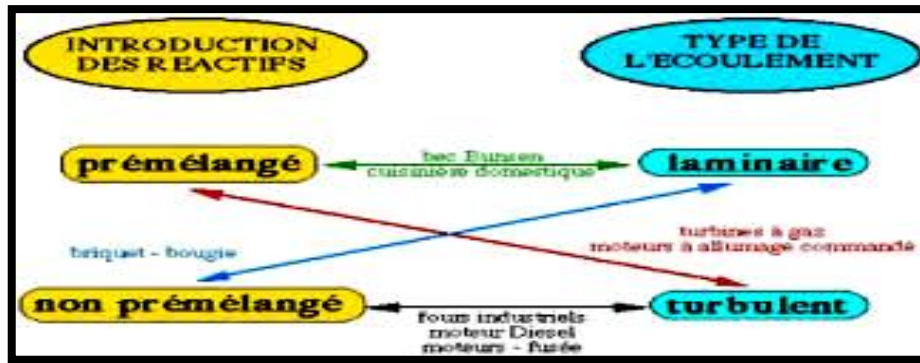 INTRODUCTION
DES REACTIFS
TYPE DE
L'ECOULEMENT
prémélangé
bec Bunsen
cuisinière domestique
laminaire
briquet - bougie
turbines à gaz
moteurs à allumage commandé
non prémélangé
fours industriels
moteur Diesel
moteurs - fusée
turbulent